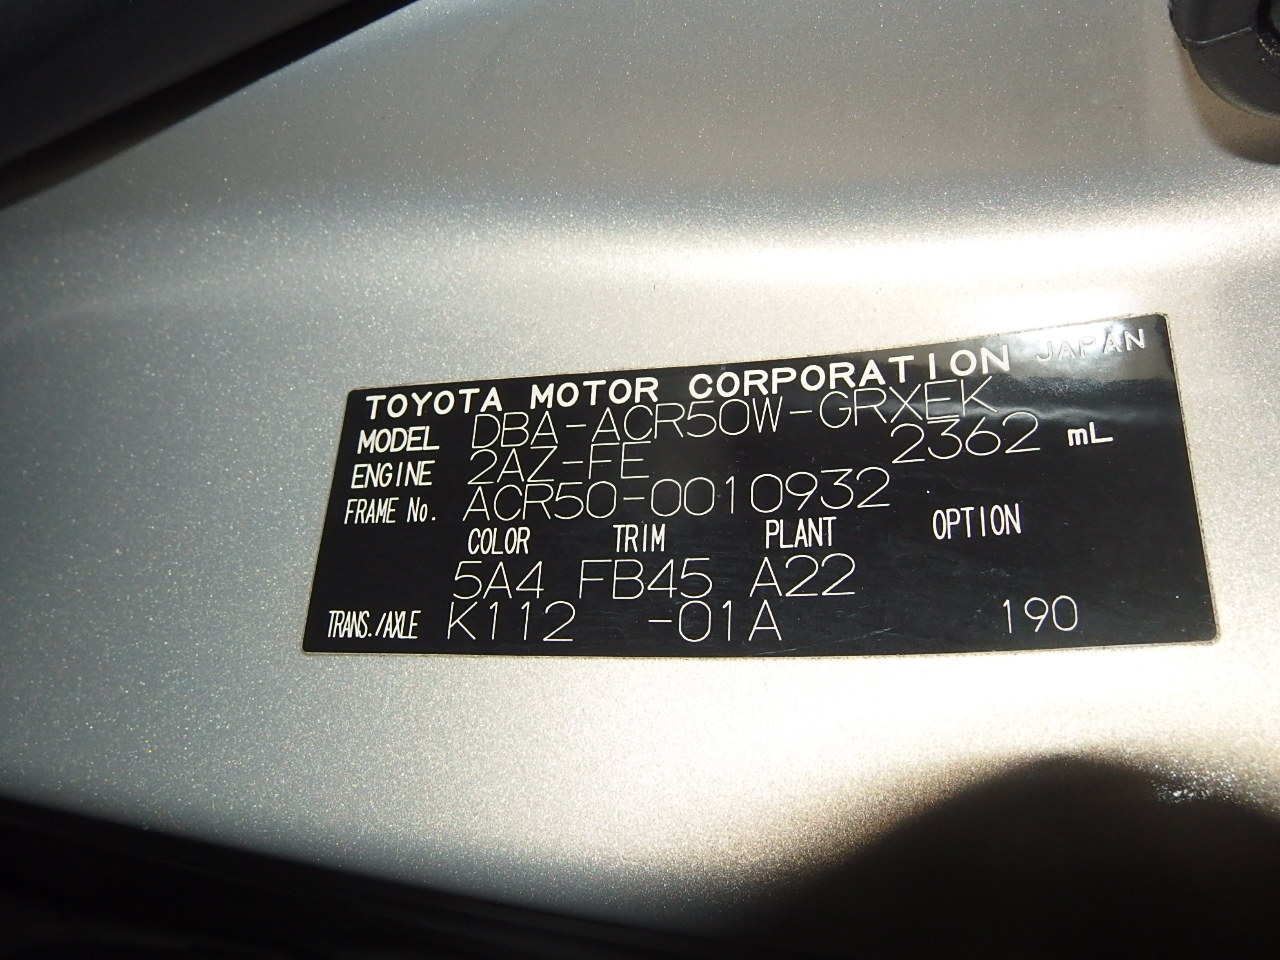 TOYOTA MOTOR CORPORATION JAPAN
MODEL DBA-ACR50W-GRXEK
ENGINE 2AZ-FE 2362 mL
FRAME No. ACR50-0010932
COLOR TRIM PLANT OPTION
5A4 FB45 A22
TRANS./AXLE K112 -01A 190